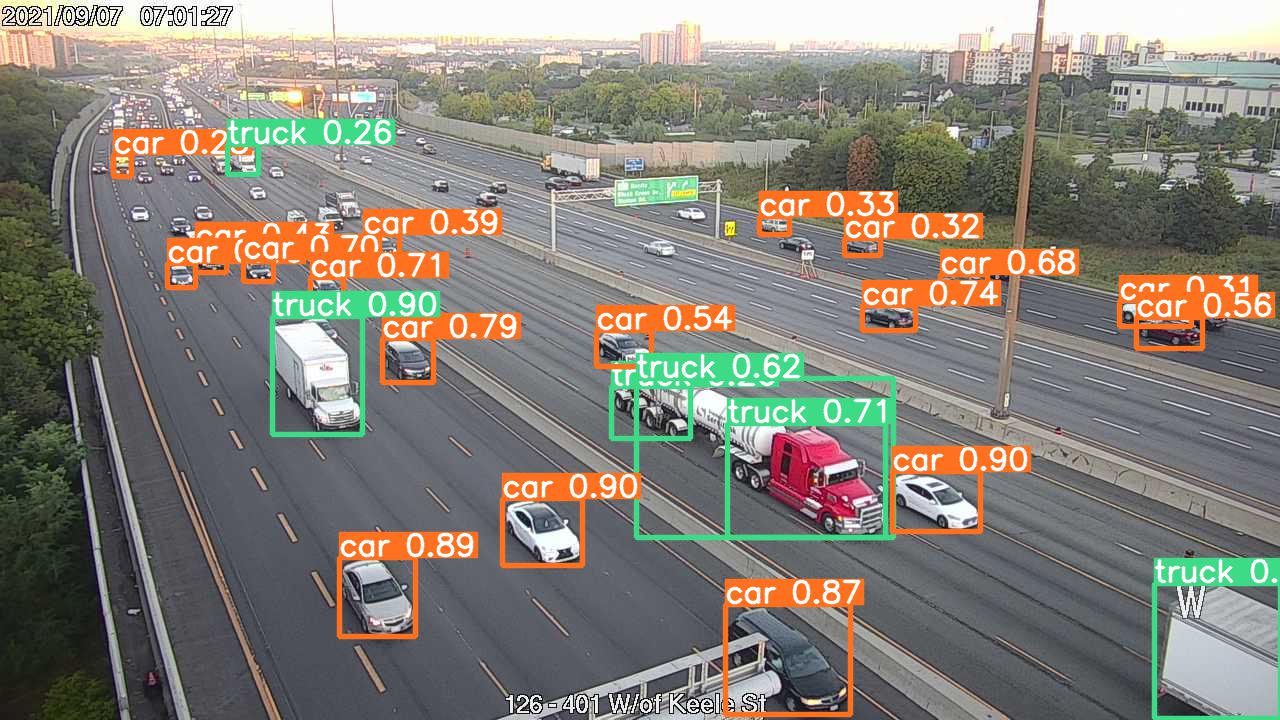 2021/09/07 07:01:27
truck 0.26
car 0.2
car 0.33
car 0.39
car 0.32
car 0.70
car 0.71
car 0.68
car 0.74
car 0.31
car 0.56
truck 0.90
car 0.79
car 0.54
truck 0.62
truck 0.71
car 0.90
car 0.90
car 0.89
truck 0.
car 0.87
W
126 - 401 W/of Keele St